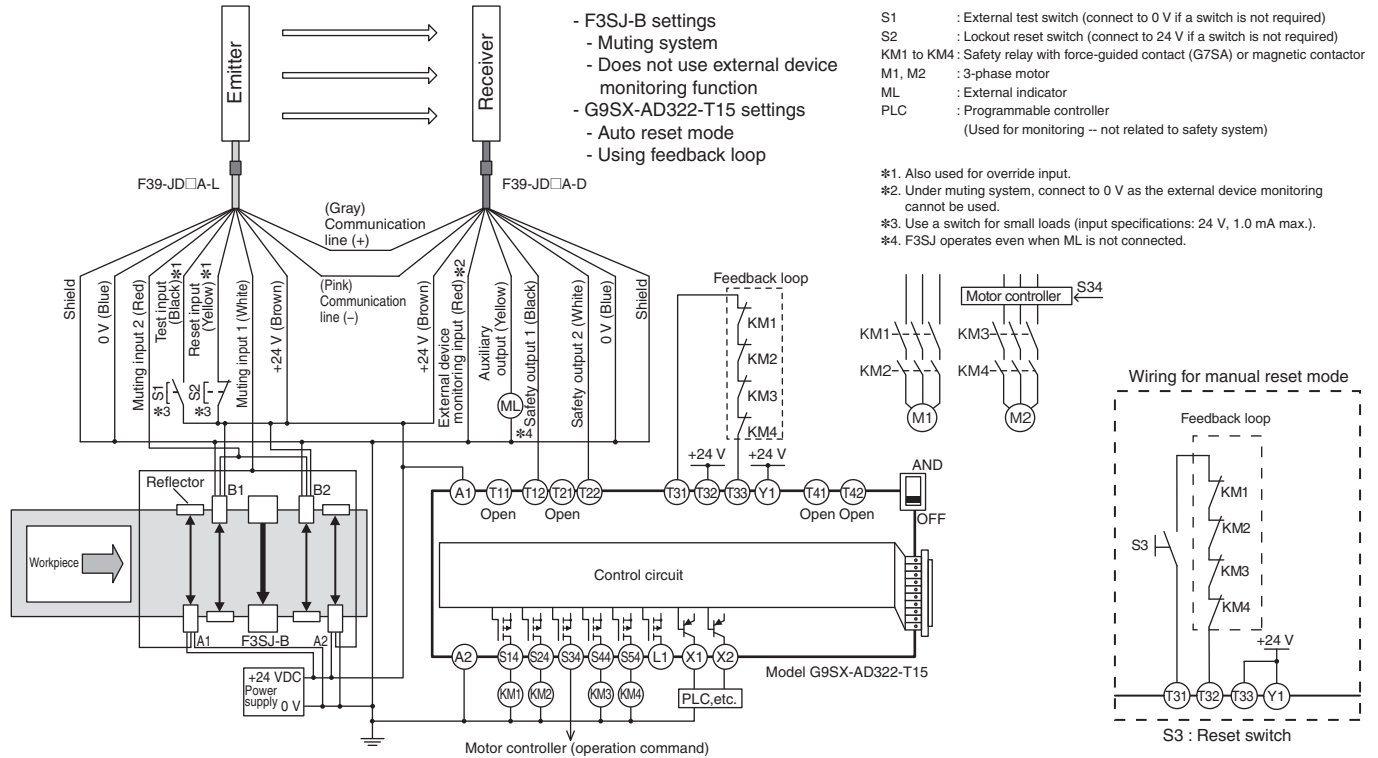 Emitter
Receiver
F39-JD□A-L
F39-JD□A-D
- F3SJ-B settings
- Muting system
- Does not use external device
monitoring function
- G9SX-AD322-T15 settings
- Auto reset mode
- Using feedback loop
S1 : External test switch (connect to 0 V if a switch is not required)
S2 : Lockout reset switch (connect to 24 V if a switch is not required)
KM1 to KM4 : Safety relay with force-guided contact (G7SA) or magnetic contactor
M1, M2 : 3-phase motor
ML : External indicator
PLC : Programmable controller
(Used for monitoring -- not related to safety system)
✻1. Also used for override input.
✻2. Under muting system, connect to 0 V as the external device monitoring
cannot be used.
✻3. Use a switch for small loads (input specifications: 24 V, 1.0 mA max.).
✻4. F3SJ operates even when ML is not connected.
(Gray)
Communication
line (+)
(Pink)
Communication
line (−)
Shield
0 V (Blue)
Muting input 2 (Red)
Test input
(Black)✻1
Reset input
(Yellow)✻1
Muting input 1 (White)
+24 V (Brown)
S1
✻3
S2
✻3
+24 V (Brown)
External device
monitoring input (Red)✻2
Auxiliary
output (Yellow)
Safety output 1 (Black)
Safety output 2 (White)
0 V (Blue)
Shield
ML
✻4
Feedback loop
KM1
KM2
KM3
KM4
+24 V
+24 V
Motor controller
S34
KM1
KM2
M1
KM3
KM4
M2
A1
T11
T12
T21
T22
T31
T32
T33
Y1
T41
T42
Open
Open
Open
Open
AND
OFF
Control circuit
A2
S14
S24
S34
S44
S54
L1
X1
X2
Model G9SX-AD322-T15
KM1
KM2
KM3
KM4
PLC,etc.
Motor controller (operation command)
Reflector
B1
B2
Workpiece
A1
F3SJ-B
A2
+24 VDC
Power
supply
0 V
Wiring for manual reset mode
Feedback loop
KM1
KM2
KM3
KM4
S3
+24 V
T31
T32
T33
Y1
S3 : Reset switch